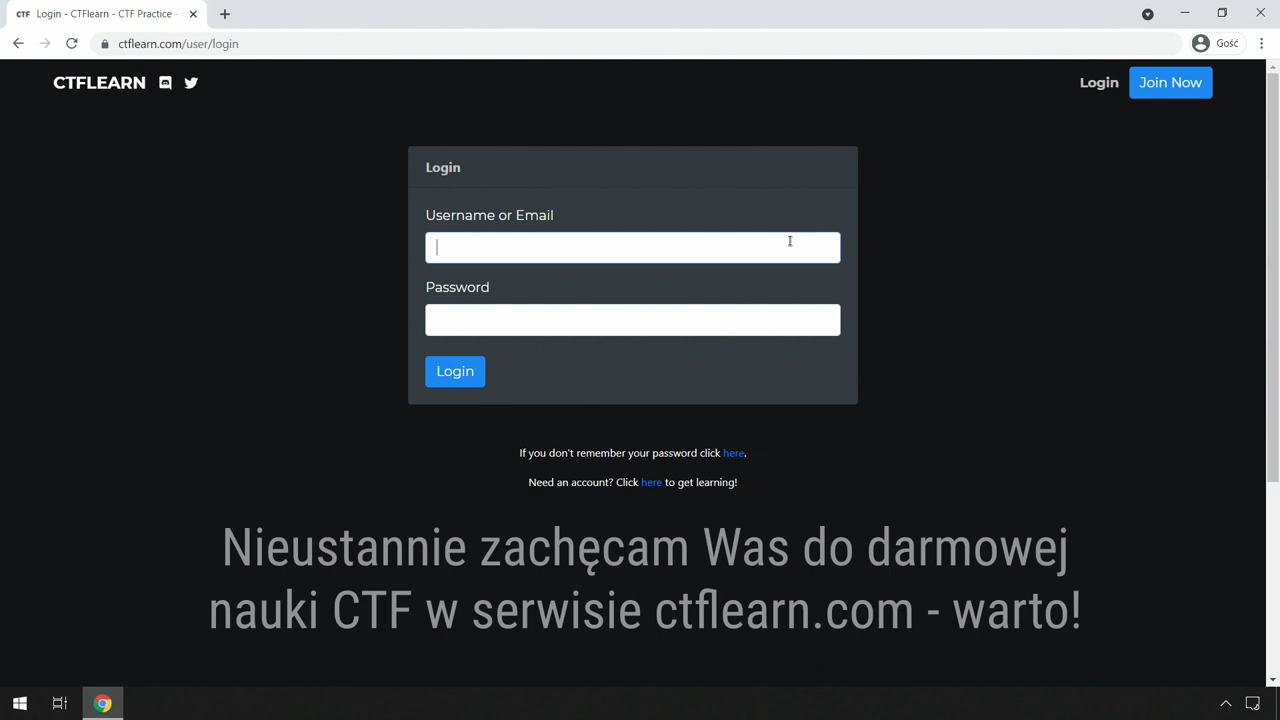 CTF Login - CTFlearn - CTF Practice -
ctflearn.com/user/login
Gość
CTFLEARN
Login
Join Now
Login
Username or Email
Password
Login
If you don't remember your password click here.
Need an account? Click here to get learning!
Nieustannie zachęcam Was do darmowej
nauki CTF w serwisie ctflearn.com - warto!